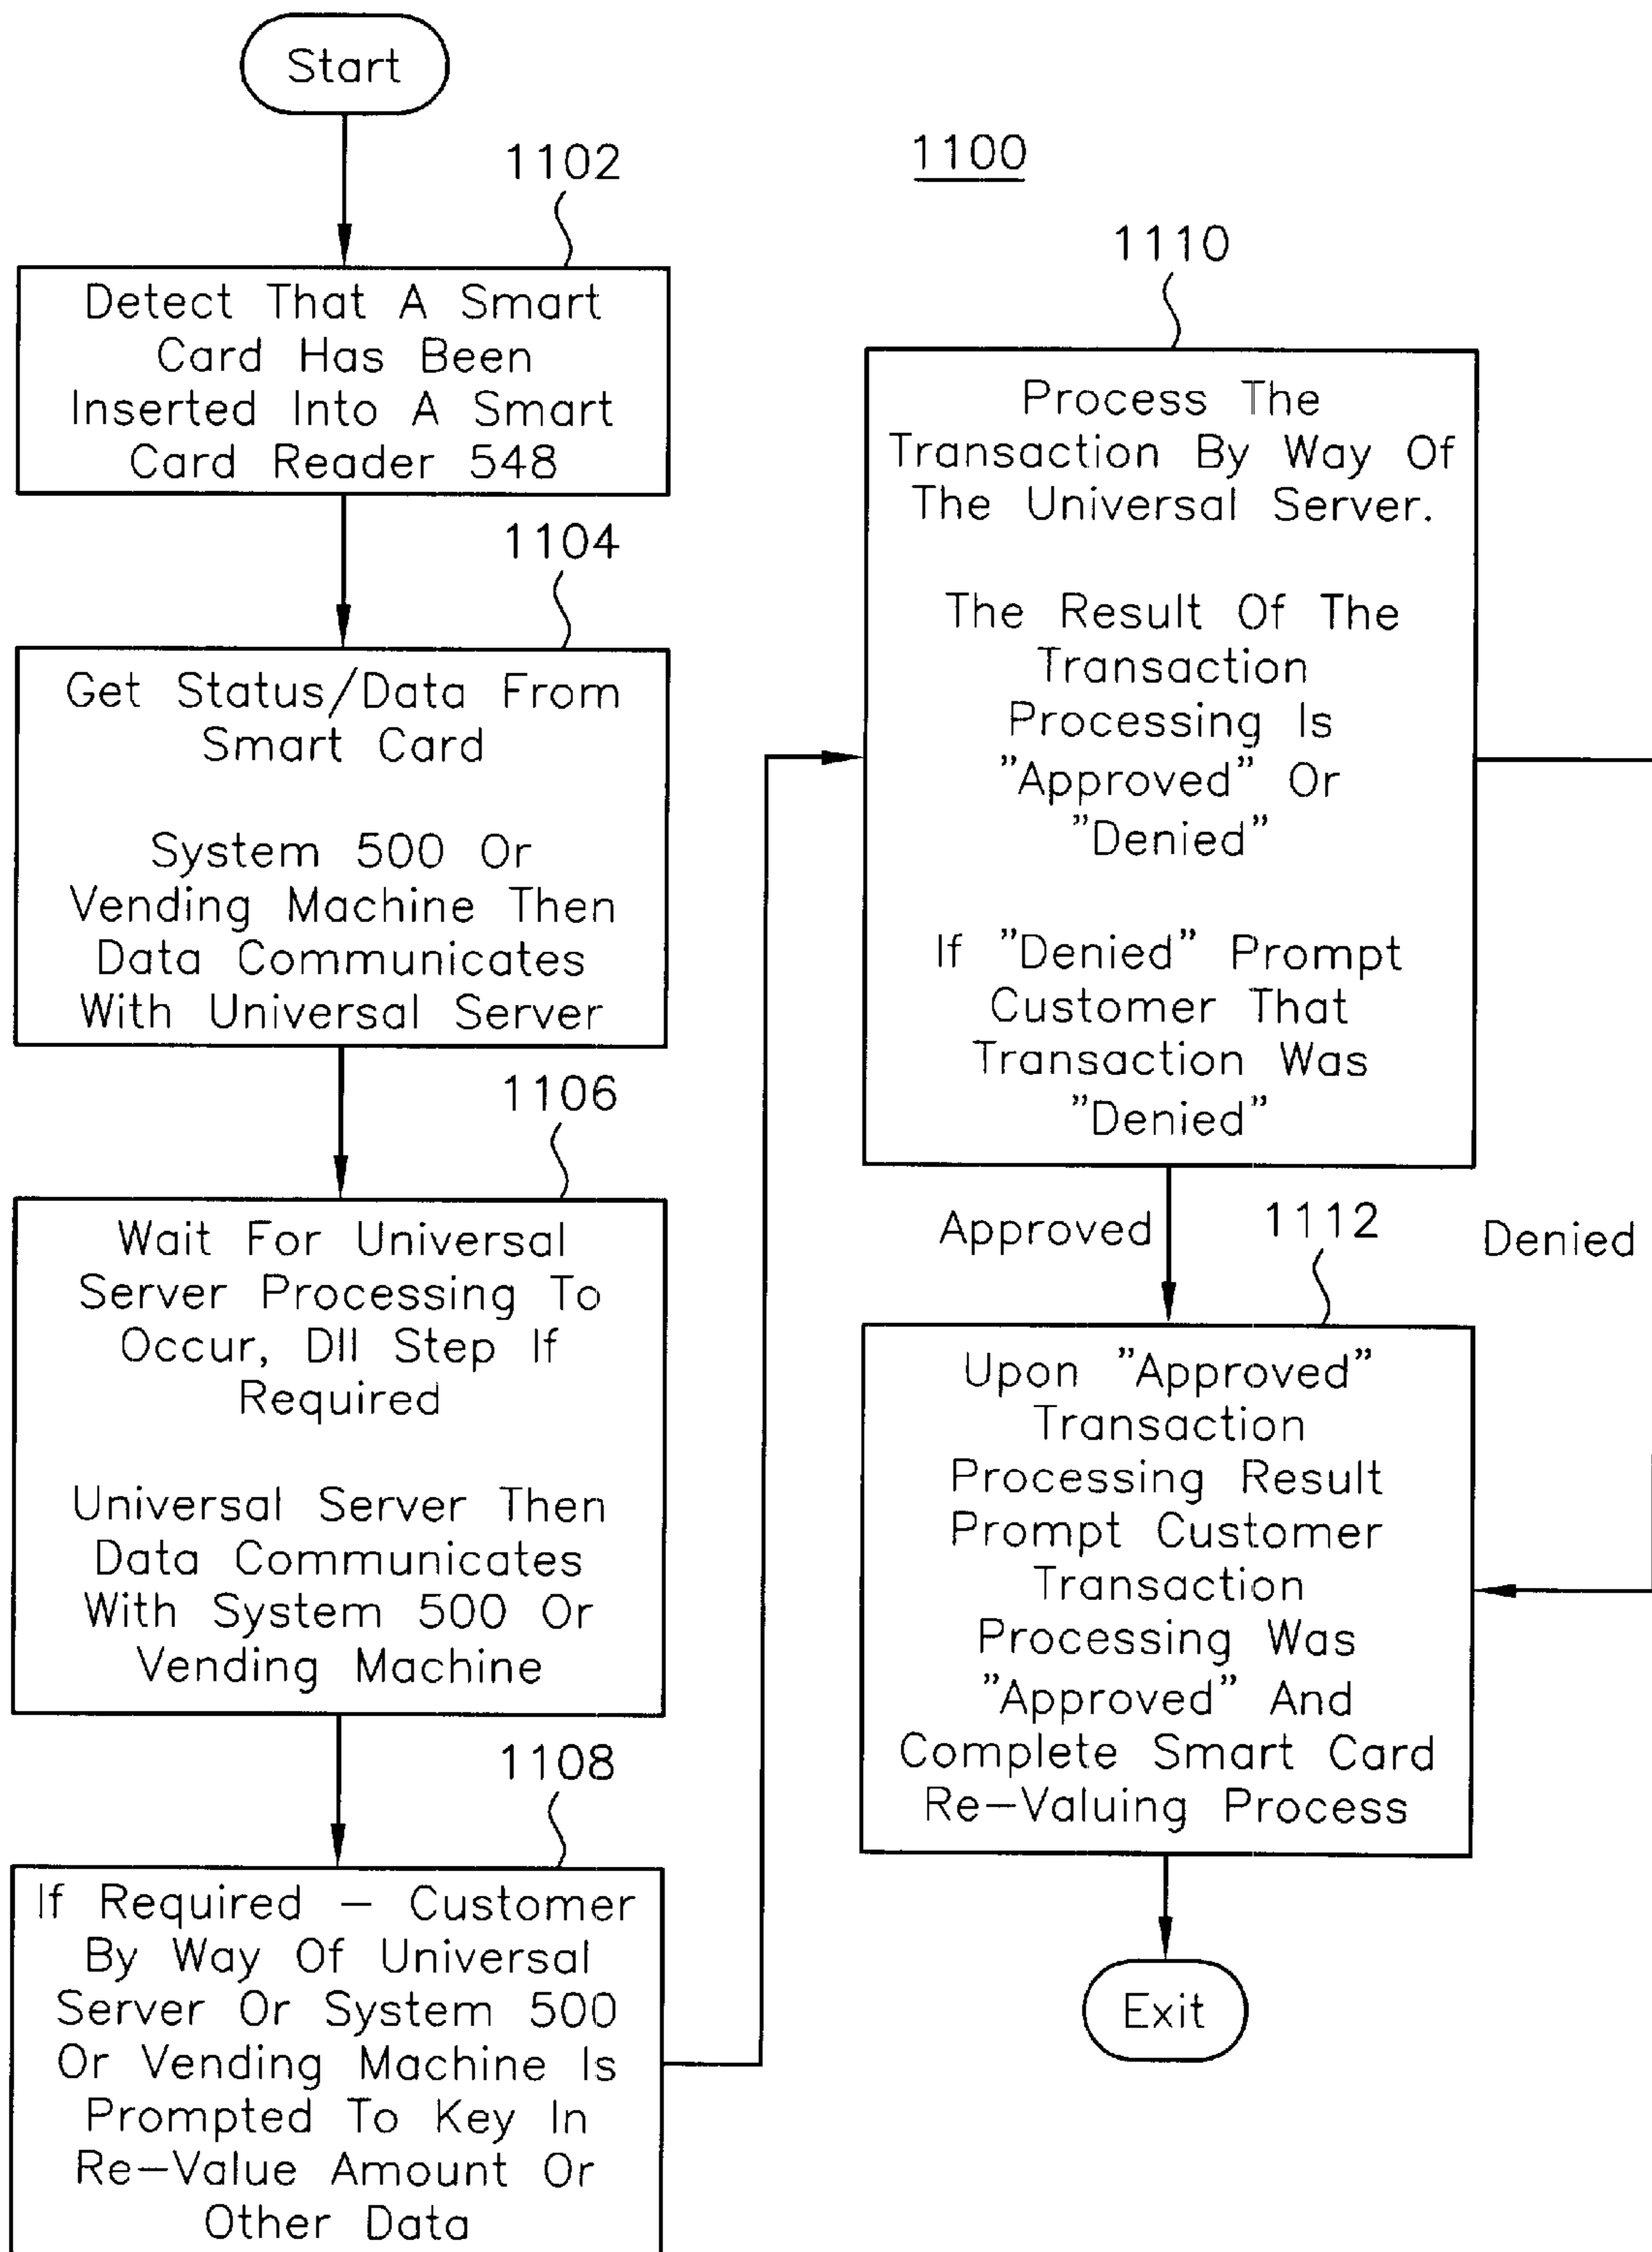 Start
1100
1102
Detect That A Smart
Card Has Been
Inserted Into A Smart
Card Reader 548
1104
Get Status/Data From
Smart Card
System 500 Or
Vending Machine Then
Data Communicates
With Universal Server
1106
Wait For Universal
Server Processing To
Occur, DII Step If
Required
Universal Server Then
Data Communicates
With System 500 Or
Vending Machine
1108
If Required – Customer
By Way Of Universal
Server Or System 500
Or Vending Machine Is
Prompted To Key In
Re–Value Amount Or
Other Data
1110
Process The
Transaction By Way Of
The Universal Server.
The Result Of The
Transaction
Processing Is
"Approved" Or
"Denied"
If "Denied" Prompt
Customer That
Transaction Was
"Denied"
Approved
1112
Denied
Upon "Approved"
Transaction
Processing Result
Prompt Customer
Transaction
Processing Was
"Approved" And
Complete Smart Card
Re–Valuing Process
Exit